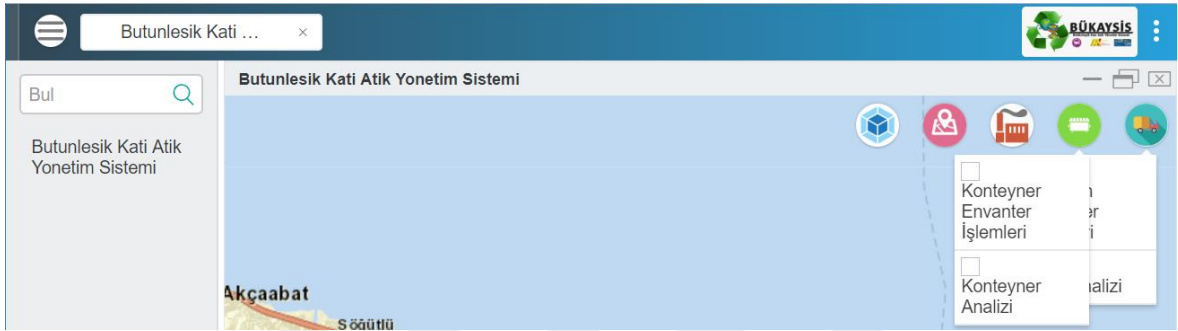 Butunlesik Kati ...
BÜKAYSİS
Bul
Butunlesik Kati Atik Yonetim Sistemi
Butunlesik Kati Atik
Yonetim Sistemi
Konteyner
Envanter
İşlemleri
Konteyner
Analizi
Akçaabat
Söğütlü